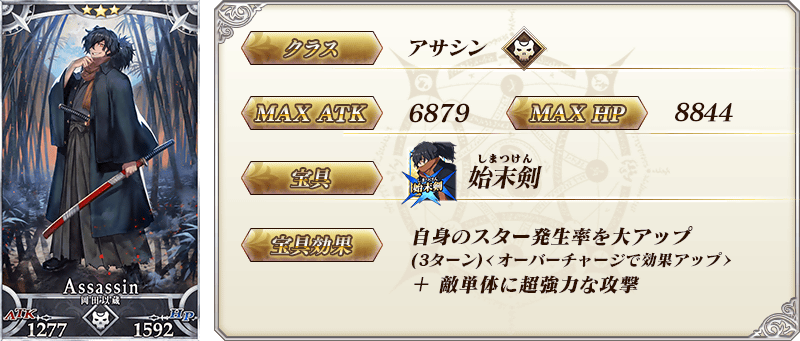 Assassin
岡田以蔵
ATK
HP
1277
1592
クラス
アサシン
MAX ATK
6879
MAX HP
8844
宝具
始末剣
しまつけん
始末剣
宝具効果
自身のスター発生率を大アップ
(3ターン)<オーバーチャージで効果アップ>
＋ 敵単体に超強力な攻撃